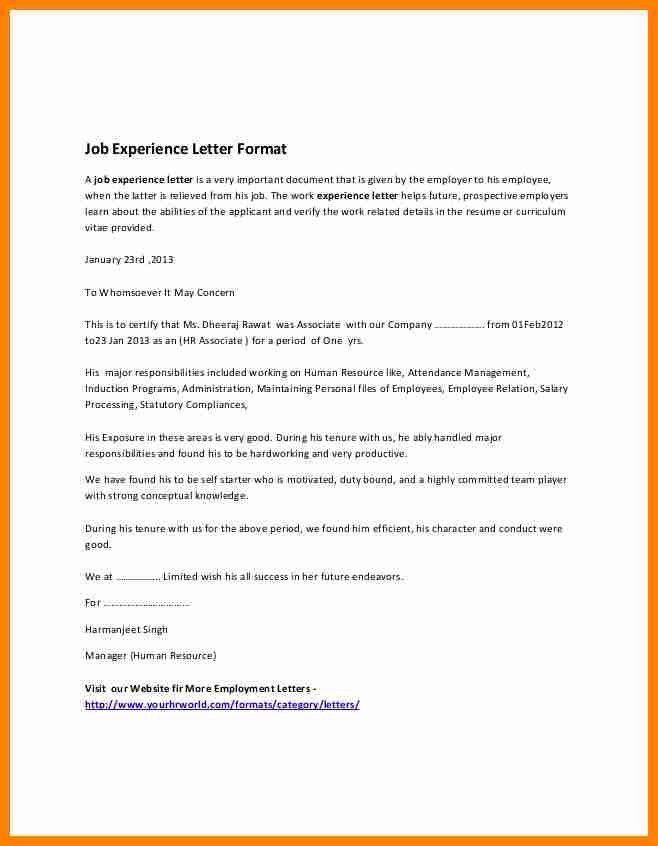 Job Experience Letter Format
A job experience letter is a very important document that is given by the employer to his employee,
when the latter is relieved from his job. The work experience letter helps future, prospective employers
learn about the abilities of the applicant and verify the work related details in the resume or curriculum
vitae provided.
January 23rd ,2013
To Whomsoever It May Concern
This is to certify that Ms. Dheeraj Rawat was Associate with our Company ……………… from 01Feb2012
to23 Jan 2013 as an (HR Associate ) for a period of One yrs.
His major responsibilities included working on Human Resource like, Attendance Management,
Induction Programs, Administration, Maintaining Personal files of Employees, Employee Relation, Salary
Processing, Statutory Compliances,
His Exposure in these areas is very good. During his tenure with us, he ably handled major
responsibilities and found his to be hardworking and very productive.
We have found his to be self starter who is motivated, duty bound, and a highly committed team player
with strong conceptual knowledge.
During his tenure with us for the above period, we found him efficient, his character and conduct were
good.
We at …………….. Limited wish his all success in her future endeavors.
For …………………………..
Harmanjeet Singh
Manager (Human Resource)
Visit our Website fir More Employment Letters -
http://www.yourhrworld.com/formats/category/letters/